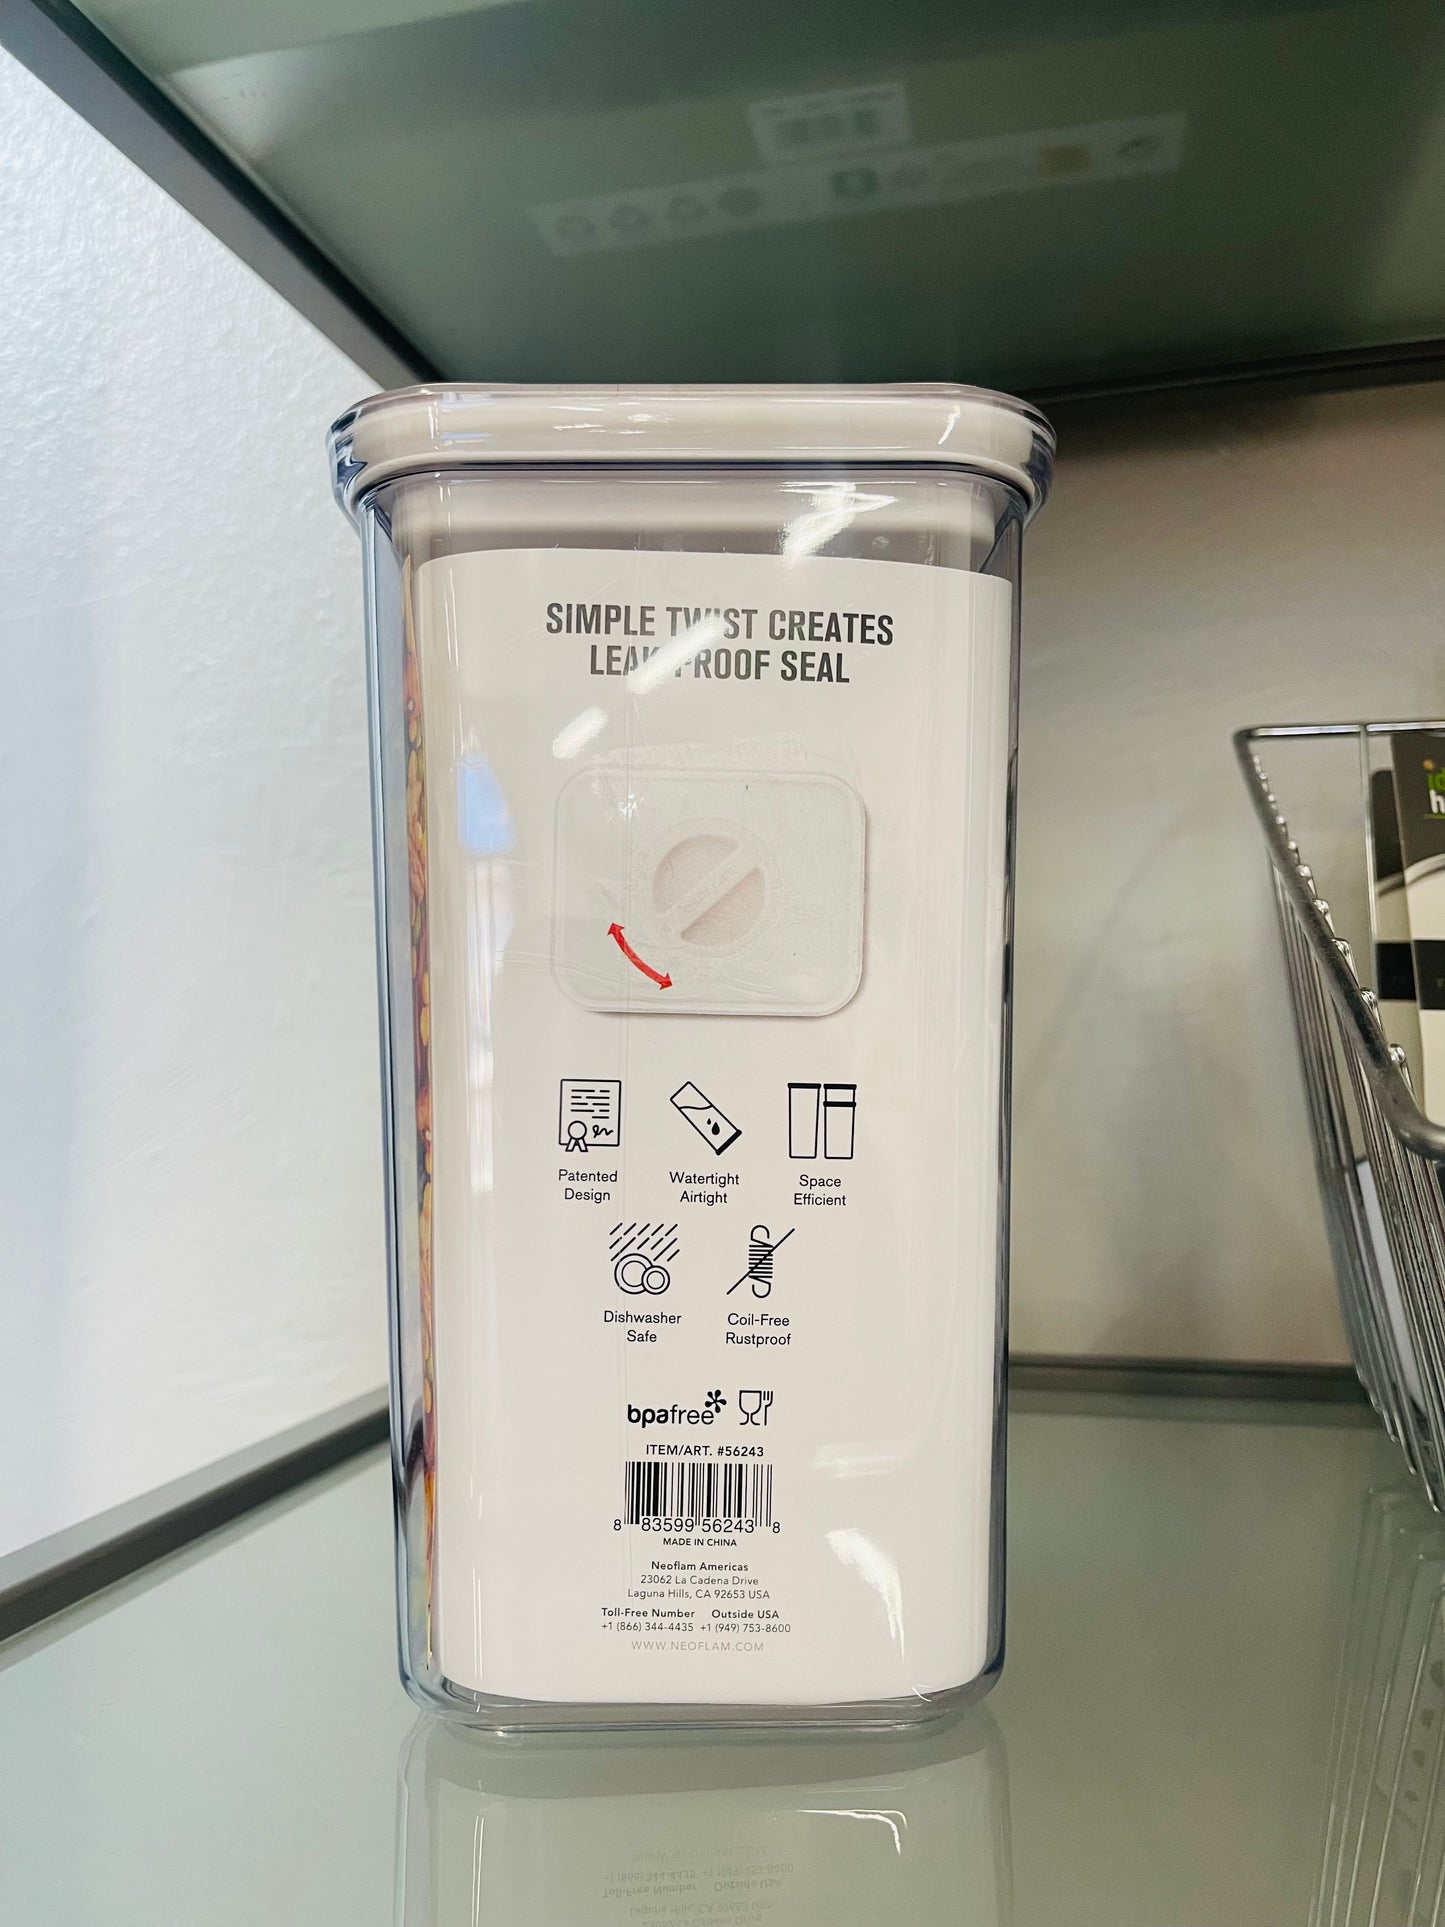 SIMPLE TWIST CREATES
LEAK PROOF SEAL
Patented
Design
Watertight
Airtight
Space
Efficient
Dishwasher
Safe
Coil-Free
Rustproof
bpafree
ITEM/ART. #56243
8 83599 56243 8
MADE IN CHINA
Neoflam Americas
23062 La Cadena Drive
Laguna Hills, CA 92653 USA
Toll-Free Number Outside USA
+1 (866) 344-4435 +1 (949) 753-8600
WWW.NEOFLAM.COM